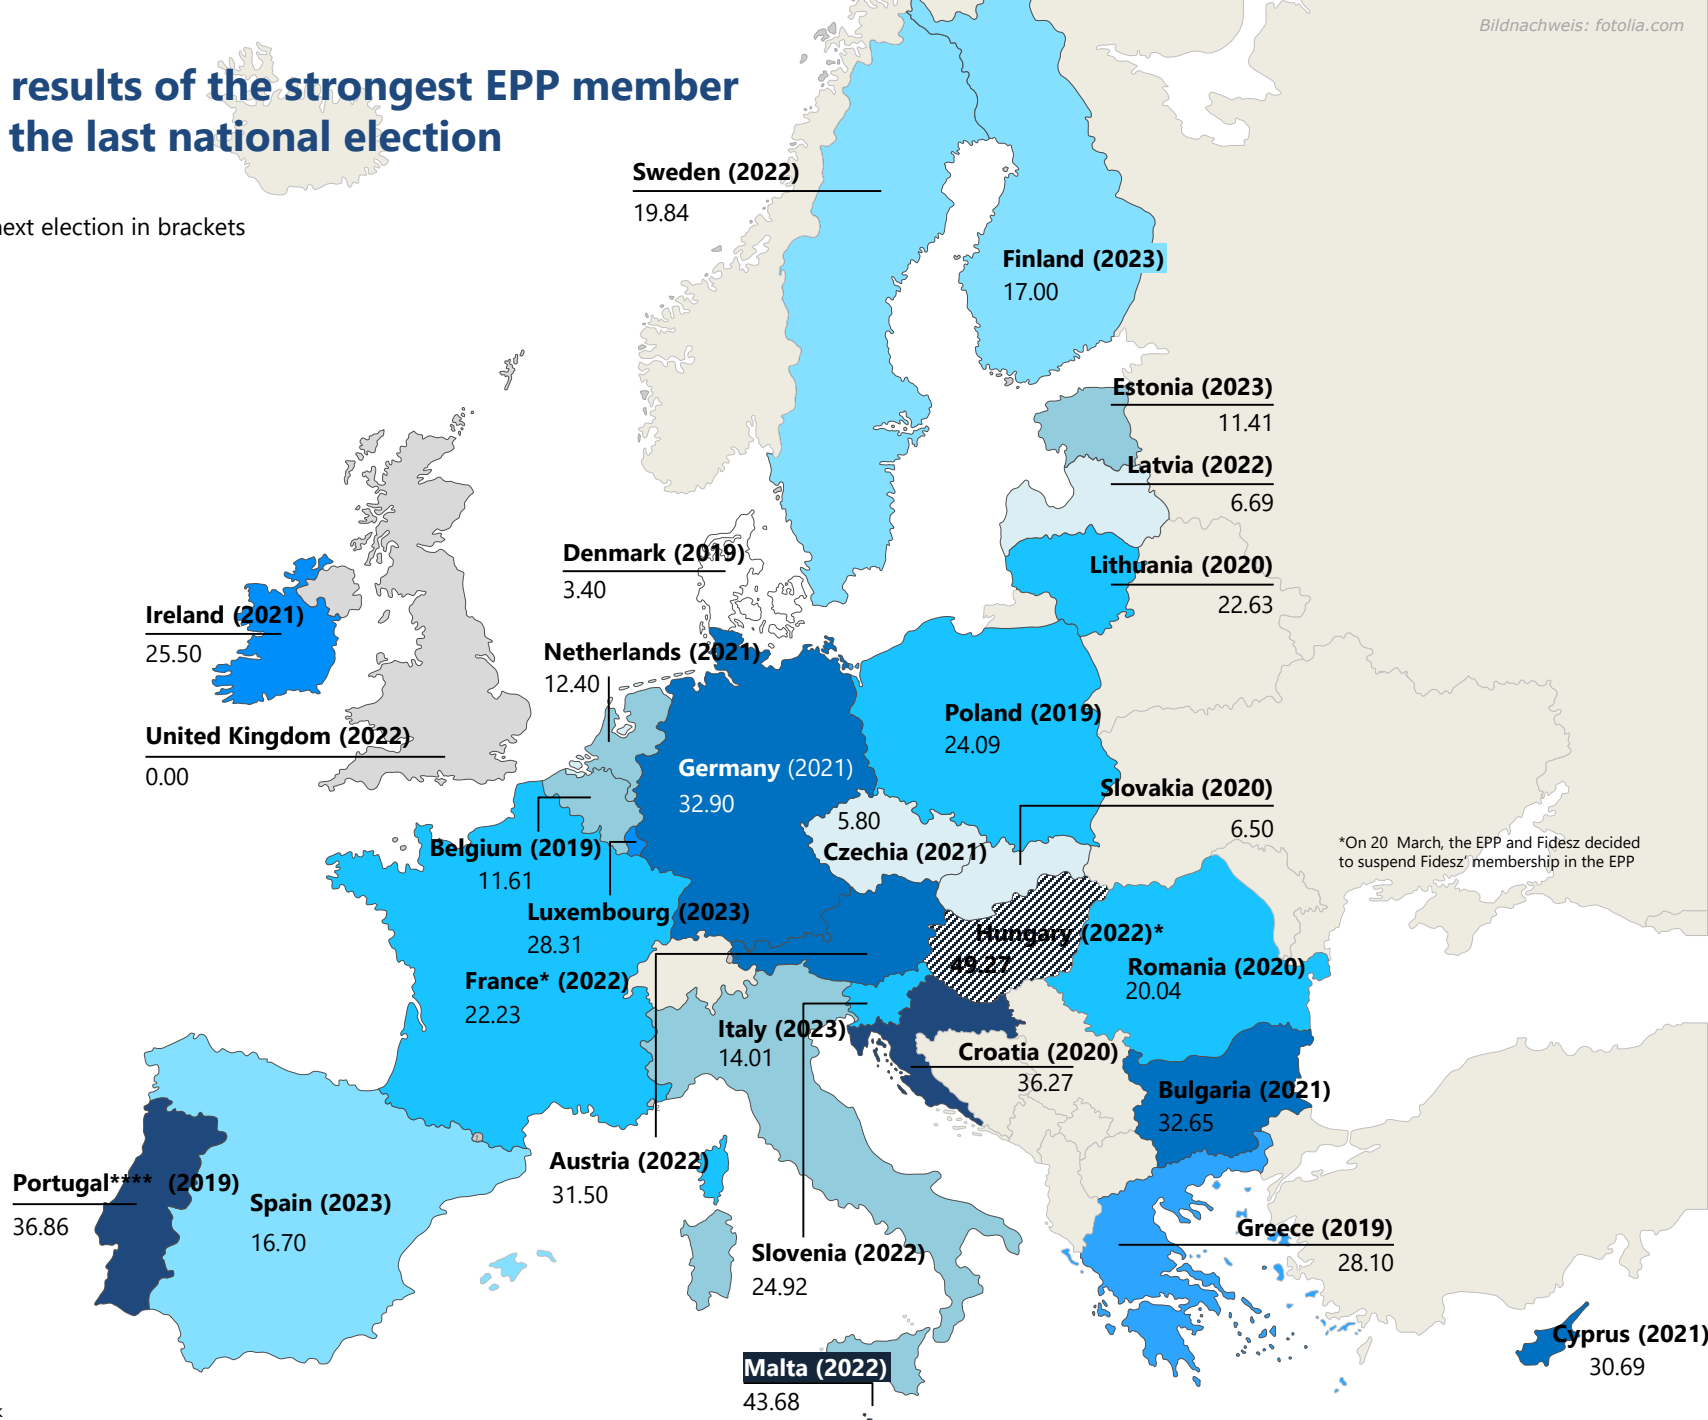 Bildnachweis: fotolia.com
results of the strongest EPP member
the last national election
next election in brackets
Sweden (2022)
19.84
Finland (2023)
17.00
Estonia (2023)
11.41
Latvia (2022)
6.69
Denmark (2019)
3.40
Lithuania (2020)
22.63
Ireland (2021)
25.50
Netherlands (2021)
12.40
United Kingdom (2022)
0.00
Poland (2019)
24.09
Germany (2021)
32.90
Slovakia (2020)
6.50
5.80
Czechia (2021)
*On 20 March, the EPP and Fidesz decided
to suspend Fidesz' membership in the EPP
Belgium (2019)
11.61
Luxembourg (2023)
28.31
Hungary (2022)*
49.27
France* (2022)
22.23
Romania (2020)
20.04
Italy (2023)
14.01
Croatia (2020)
36.27
Bulgaria (2021)
32.65
Austria (2022)
31.50
Portugal**** (2019)
36.86
Spain (2023)
16.70
Slovenia (2022)
24.92
Greece (2019)
28.10
Cyprus (2021)
30.69
Malta (2022)
43.68